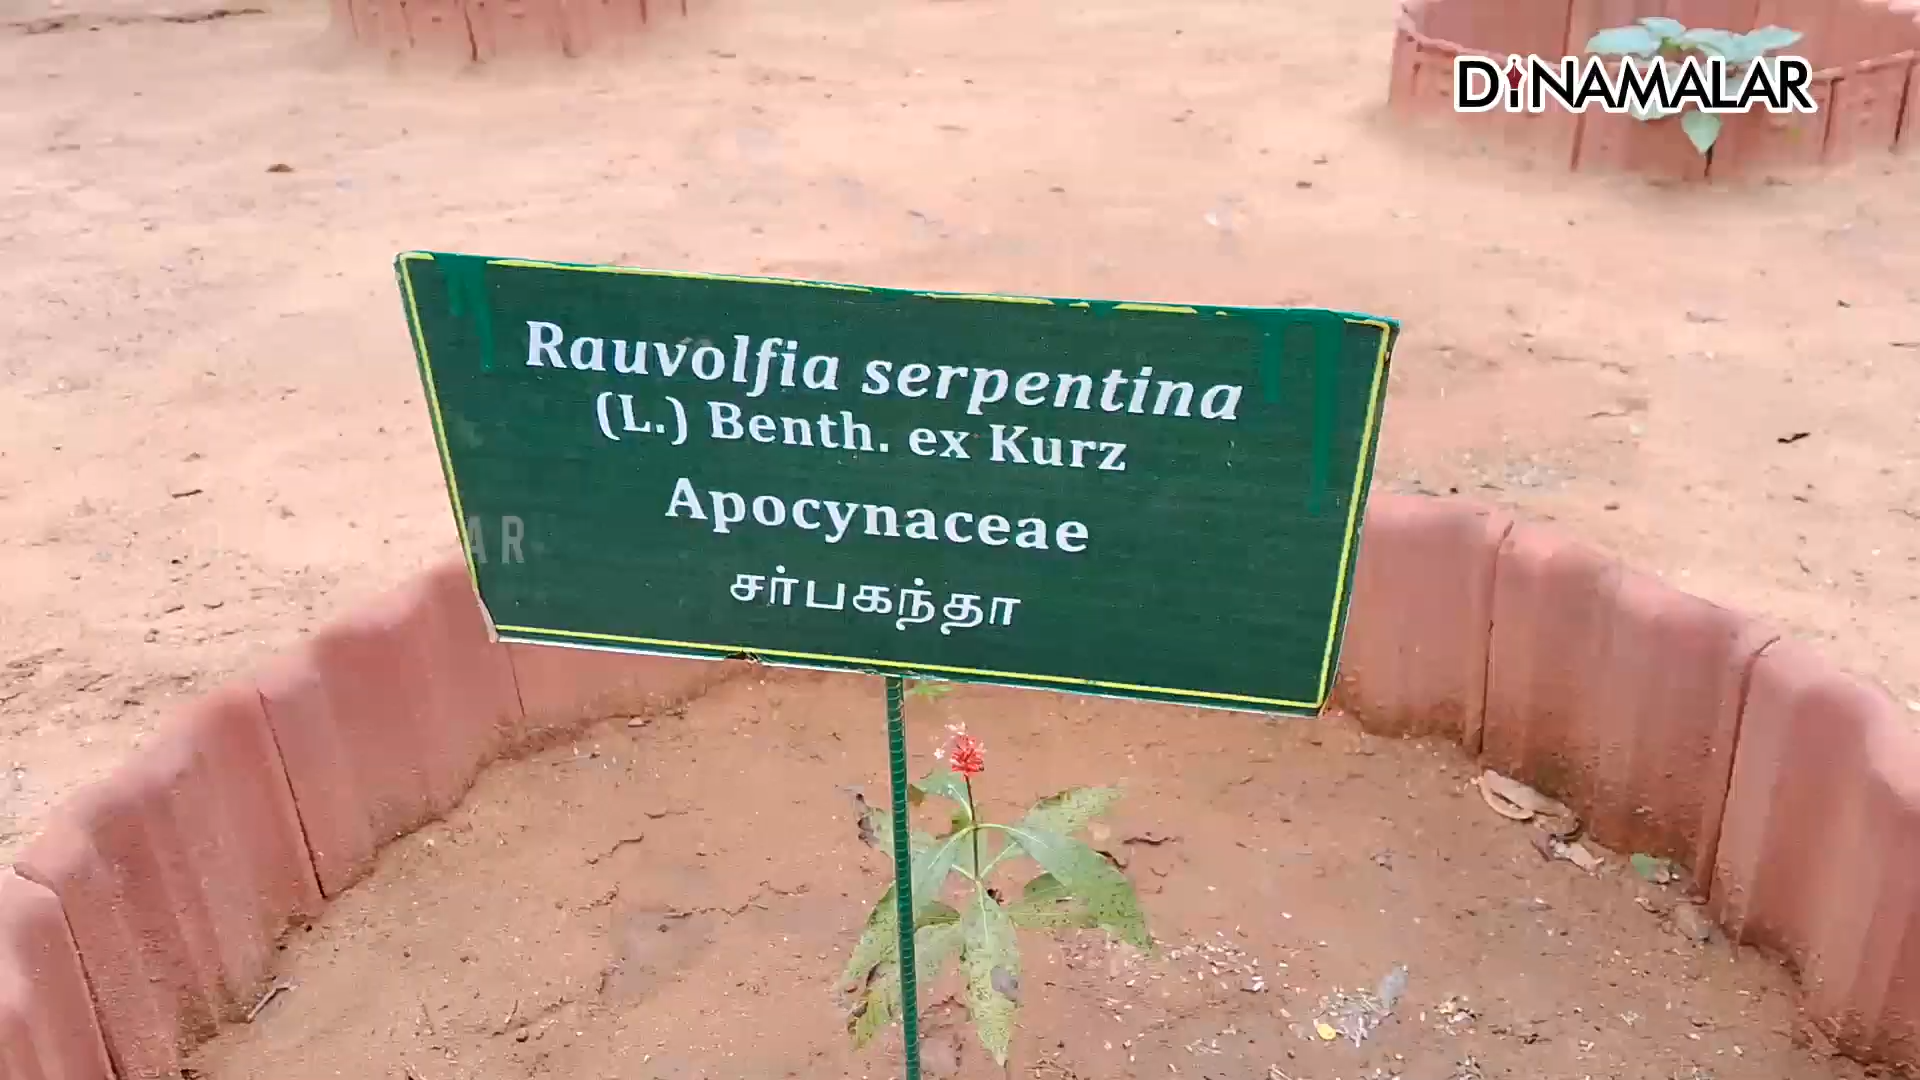 DINAMALAR
Rauvolfia serpentina
(L.) Benth. ex Kurz
Apocynaceae
சர்பகந்தா